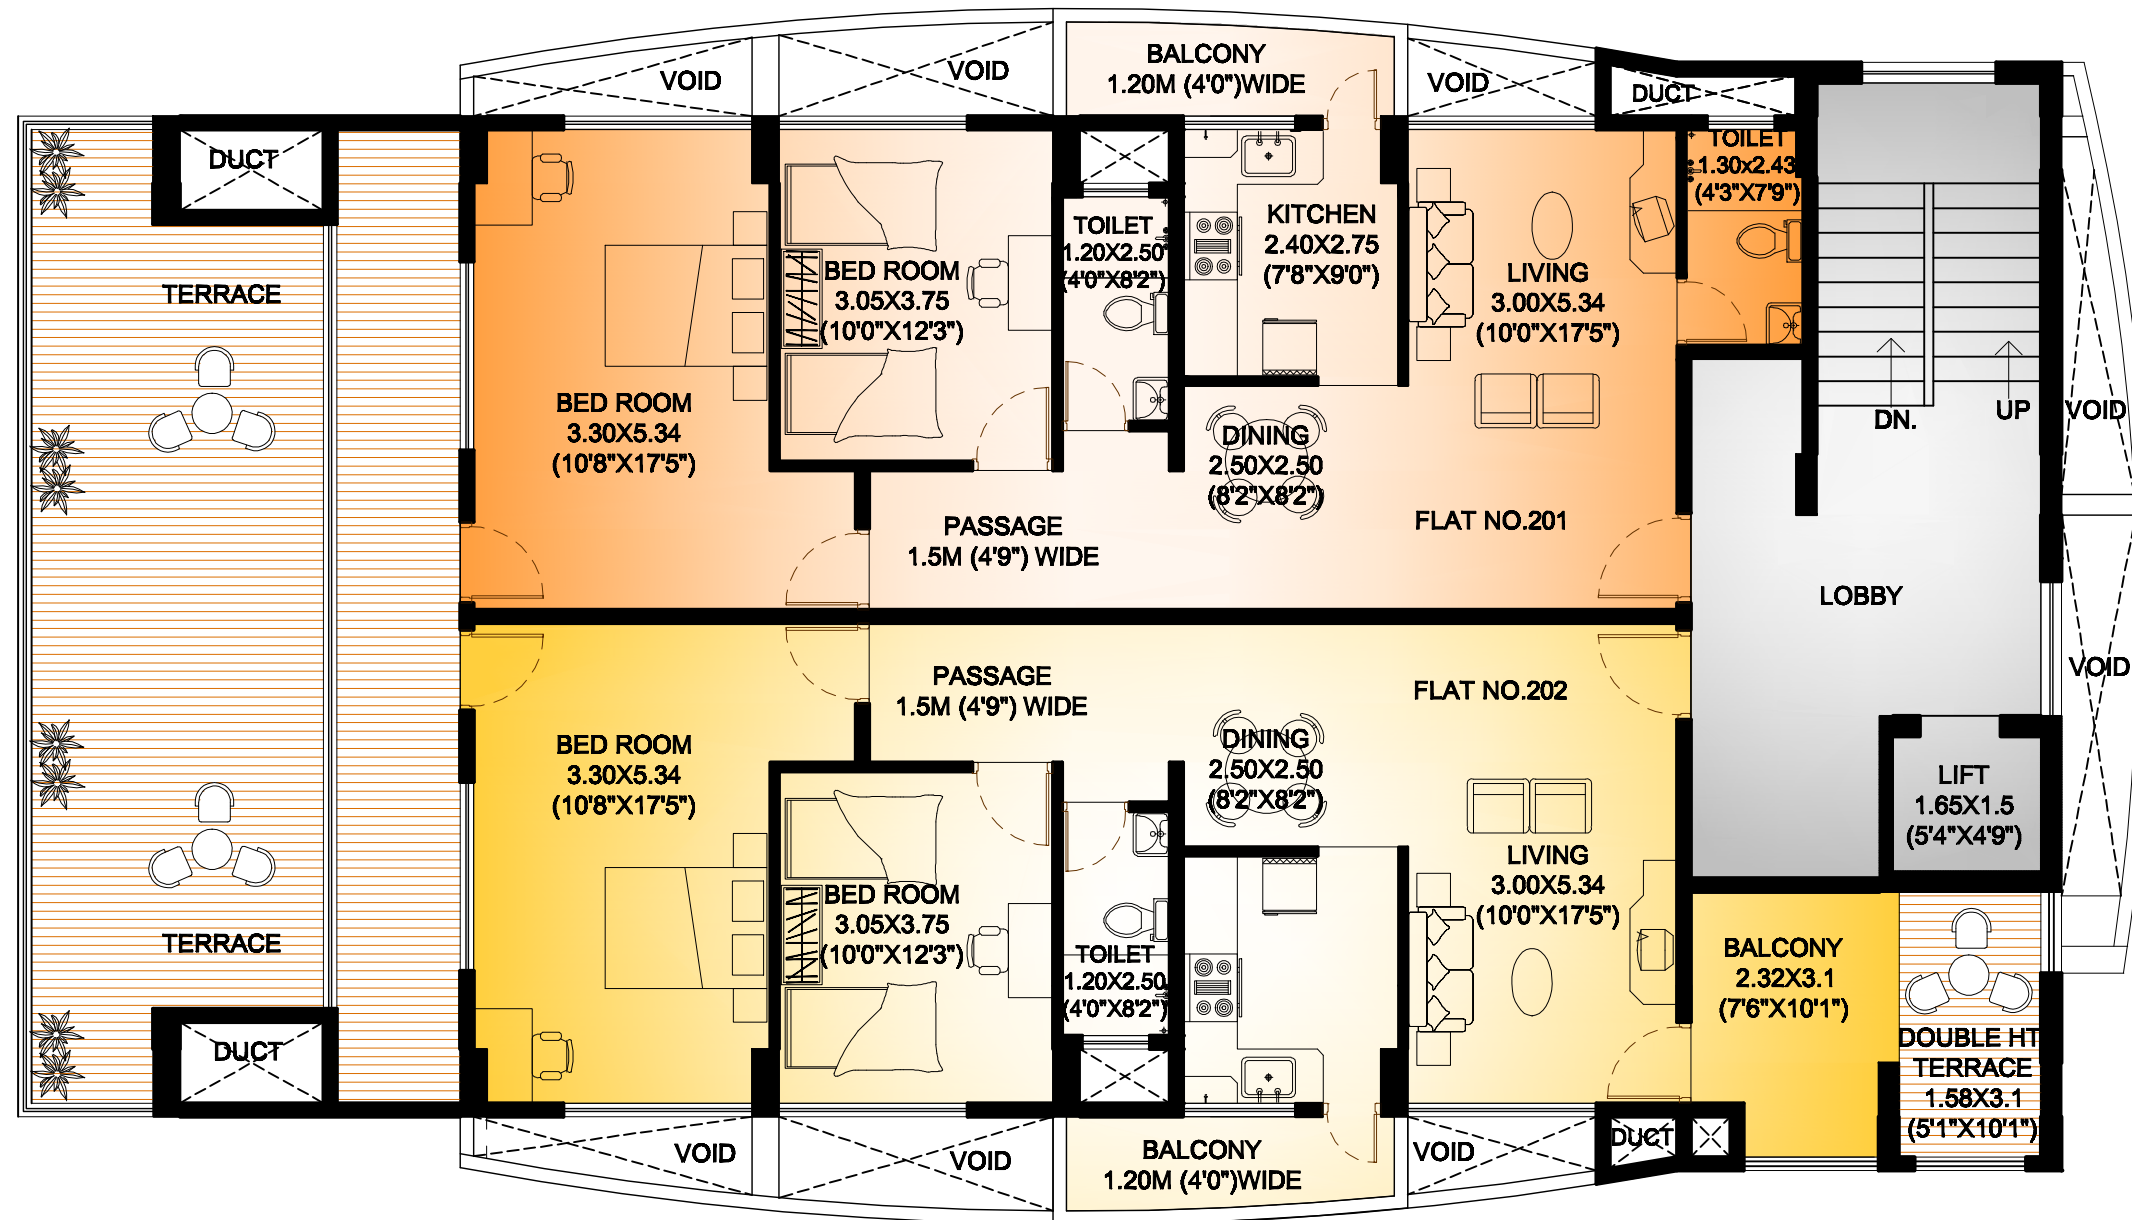 VOID
VOID
BALCONY
1.20M (4'0")WIDE
VOID
DUCT
DUCT
TERRACE
BED ROOM
3.30X5.34
(10'8"X17'5")
BED ROOM
3.05X3.75
(10'0"X12'3")
TOILET
1.20X2.50
(4'0"X8'2")
KITCHEN
2.40X2.75
(7'8"X9'0")
LIVING
3.00X5.34
(10'0"X17'5")
TOILET
1.30x2.43
(4'3"X7'9")
DN.
UP
VOID
DINING
2.50X2.50
(8'2"X8'2")
PASSAGE
1.5M (4'9") WIDE
FLAT NO.201
LOBBY
VOID
PASSAGE
1.5M (4'9") WIDE
FLAT NO.202
BED ROOM
3.30X5.34
(10'8"X17'5")
DINING
2.50X2.50
(8'2"X8'2")
LIFT
1.65X1.5
(5'4"X4'9")
TERRACE
BED ROOM
3.05X3.75
(10'0"X12'3")
TOILET
1.20X2.50
(4'0"X8'2")
LIVING
3.00X5.34
(10'0"X17'5")
BALCONY
2.32X3.1
(7'6"X10'1")
DOUBLE HT
TERRACE
1.58X3.1
(5'1"X10'1")
DUCT
VOID
VOID
BALCONY
1.20M (4'0")WIDE
VOID
DUCT